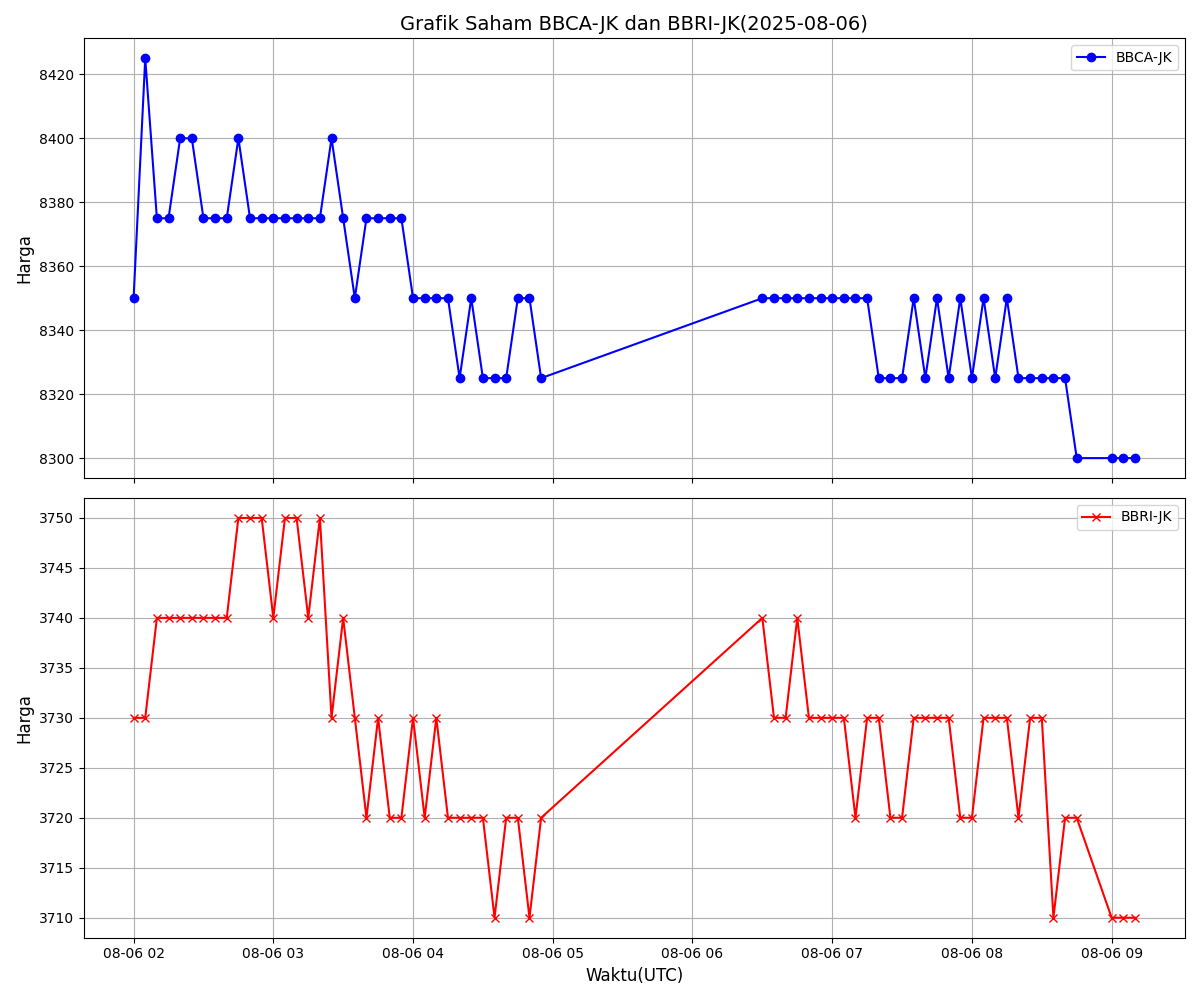 Grafik Saham BBCA-JK dan BBRI-JK(2025-08-06)
BBCA-JK
8420
8400
8380
8360
8340
8320
8300
Harga
BBRI-JK
3750
3745
3740
3735
3730
3725
3720
3715
3710
Harga
08-06 02 08-06 03 08-06 04 08-06 05 08-06 06 08-06 07 08-06 08 08-06 09
Waktu(UTC)